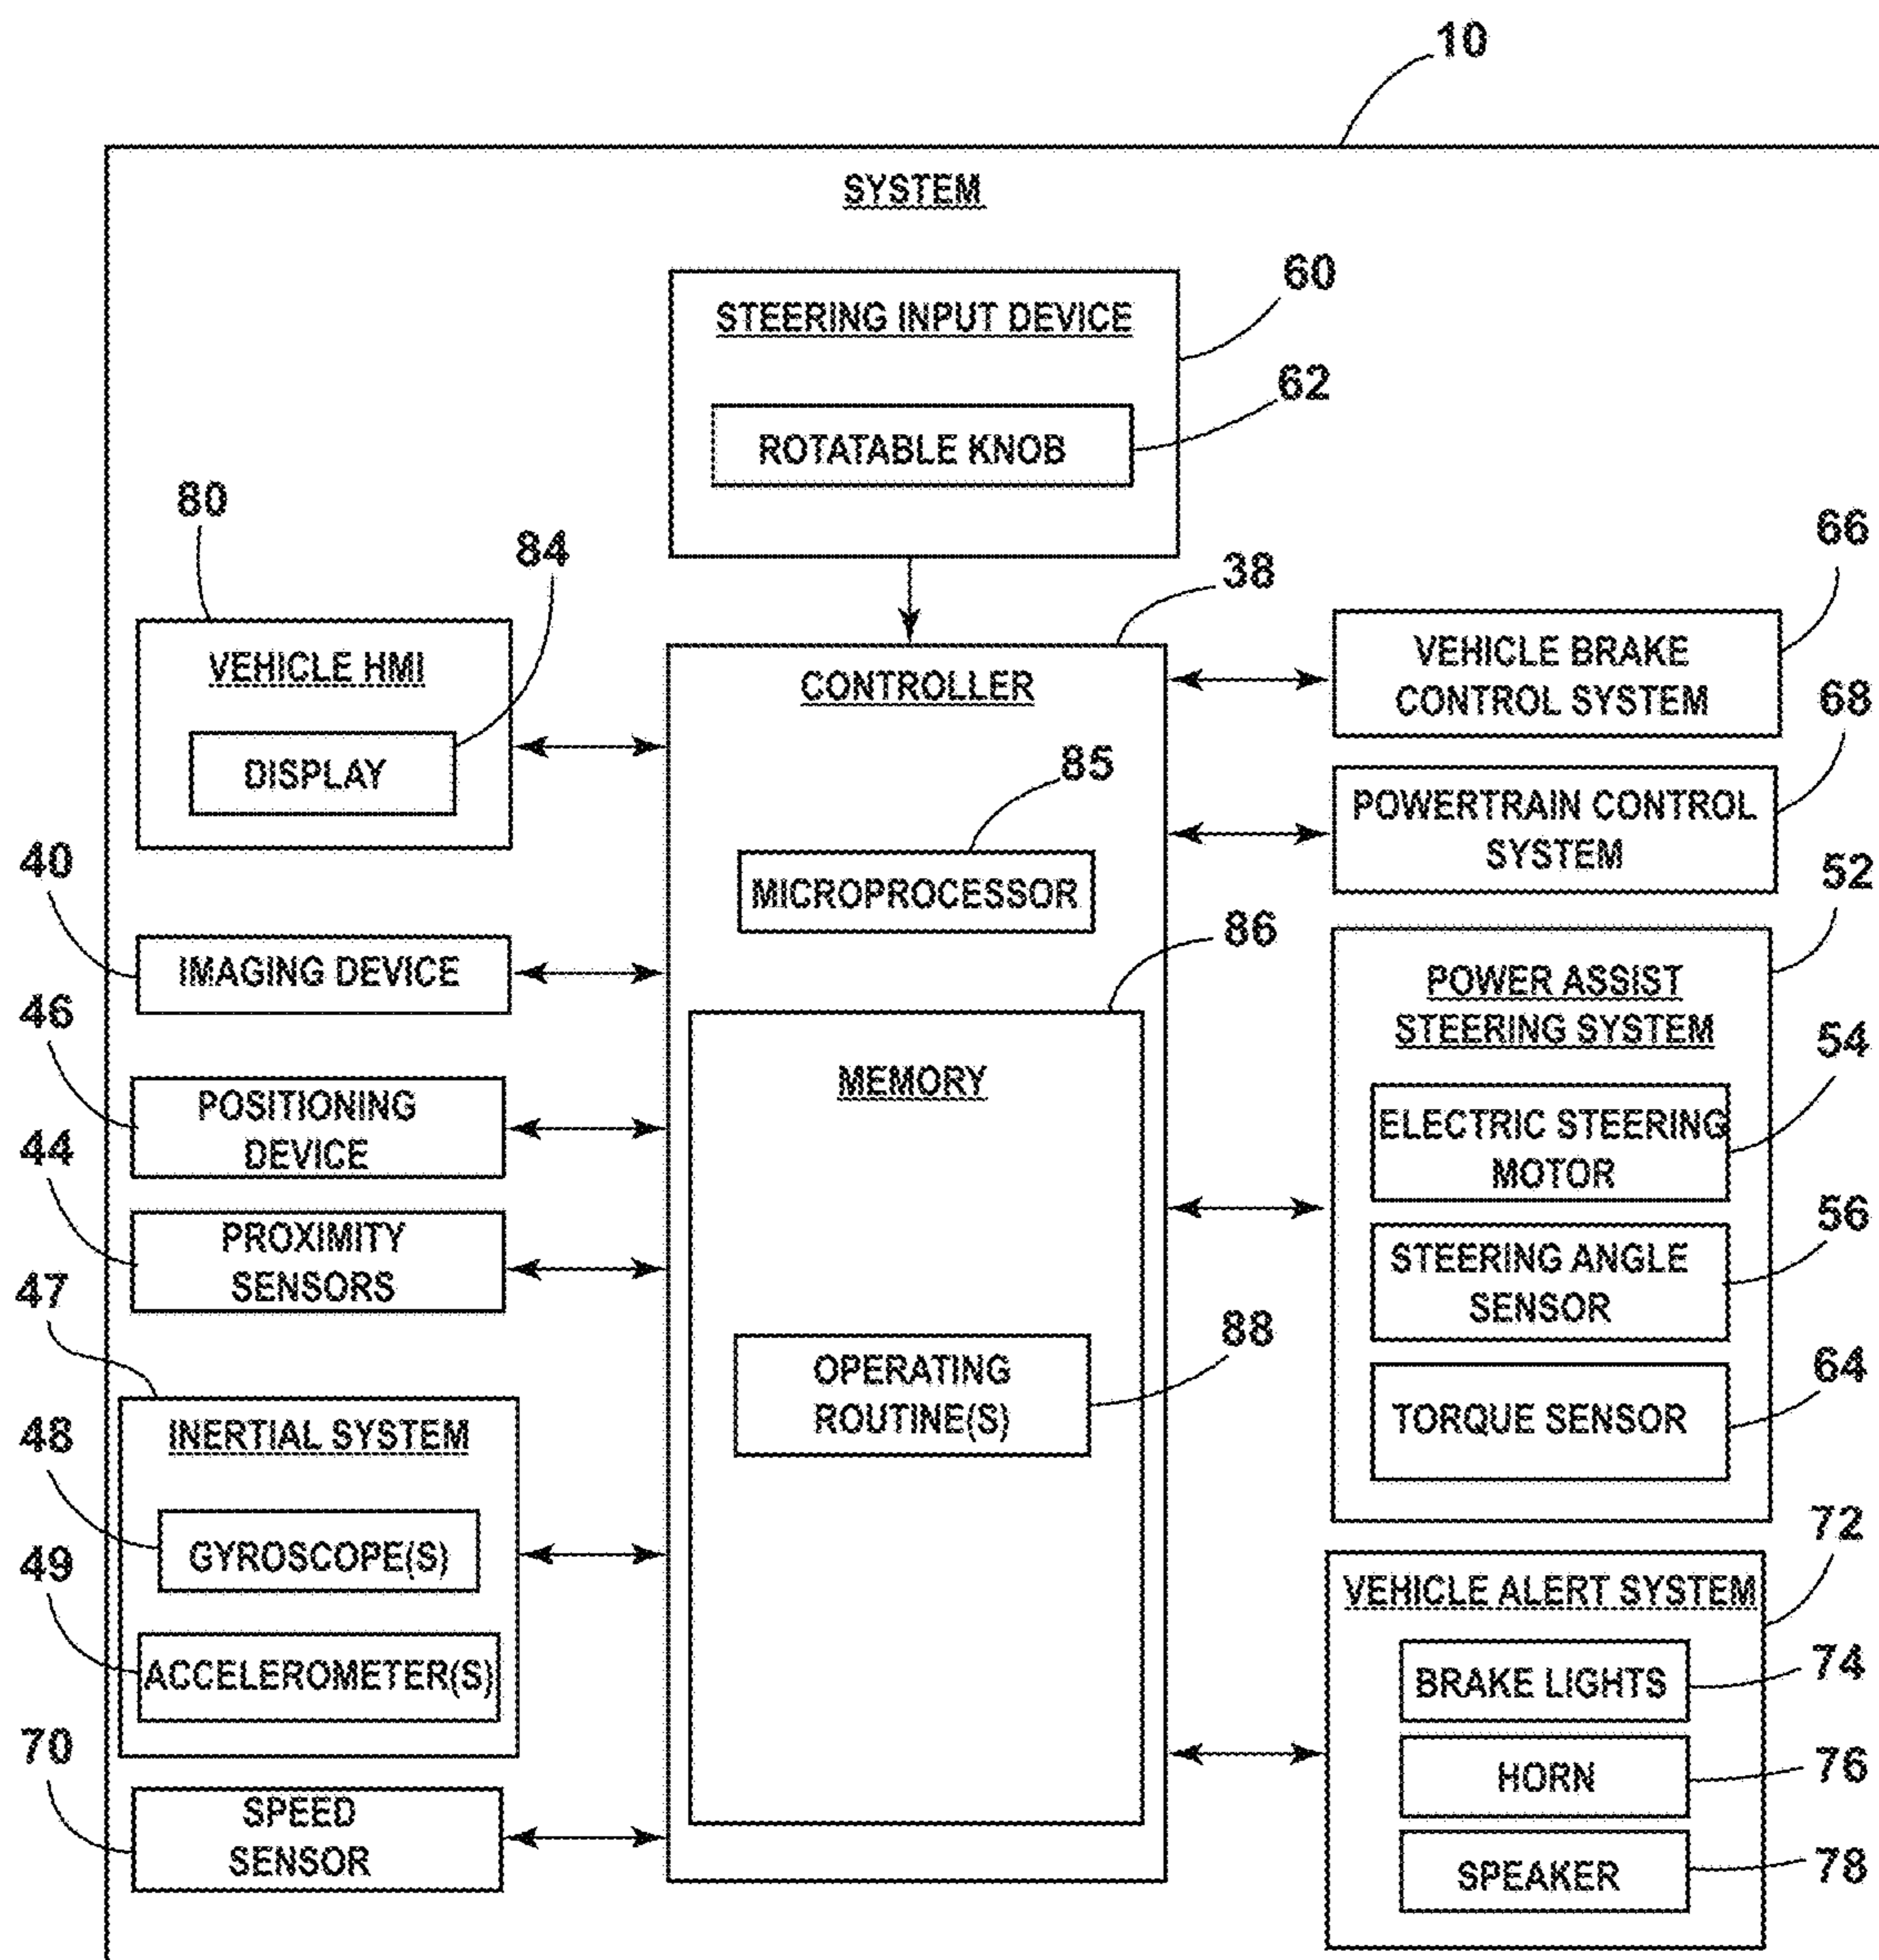 10
SYSTEM
60
STEERING INPUT DEVICE
62
ROTATABLE KNOB
80
84
VEHICLE HMI
DISPLAY
38
CONTROLLER
85
MICROPROCESSOR
86
MEMORY
88
OPERATING
ROUTINE(S)
66
VEHICLE BRAKE
CONTROL SYSTEM
68
POWERTRAIN CONTROL
SYSTEM
40
IMAGING DEVICE
46
POSITIONING
DEVICE
44
PROXIMITY
SENSORS
47
INERTIAL SYSTEM
48
GYROSCOPE(S)
49
ACCELEROMETER(S)
70
SPEED
SENSOR
52
POWER ASSIST
STEERING SYSTEM
54
ELECTRIC STEERING
MOTOR
56
STEERING ANGLE
SENSOR
64
TORQUE SENSOR
72
VEHICLE ALERT SYSTEM
BRAKE LIGHTS
74
HORN
76
SPEAKER
78